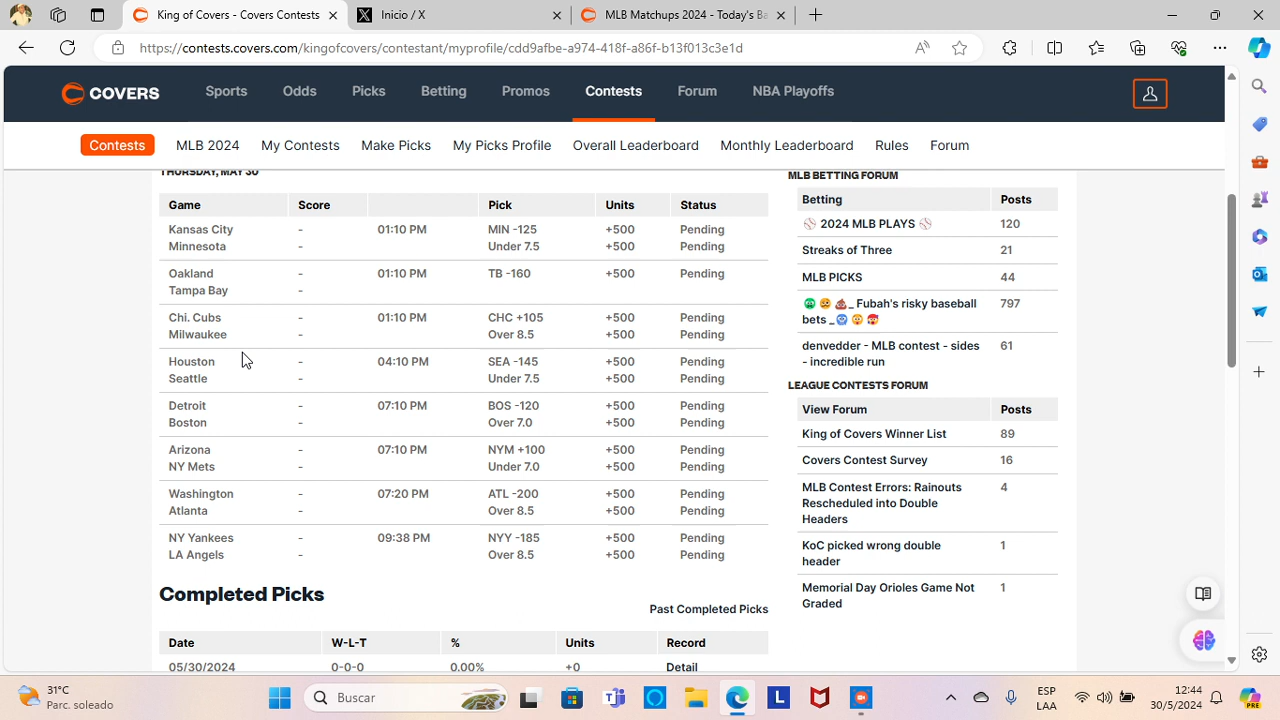 King of Covers - Covers Contests
Inicio / X
MLB Matchups 2024 - Today's Ba
https://contests.covers.com/kingofcovers/contestant/myprofile/cdd9afbe-a974-418f-a86f-b13f013c3e1d
COVERS
Sports Odds Picks Betting Promos Contests Forum NBA Playoffs
Contests MLB 2024 My Contests Make Picks My Picks Profile Overall Leaderboard Monthly Leaderboard Rules Forum
THURSDAY, MAY 30
Game Score Pick Units Status
Kansas City - 01:10 PM MIN -125 +500 Pending
Minnesota - Under 7.5 +500 Pending
Oakland - 01:10 PM TB -160 +500 Pending
Tampa Bay -
Chi. Cubs - 01:10 PM CHC +105 +500 Pending
Milwaukee - Over 8.5 +500 Pending
Houston - 04:10 PM SEA -145 +500 Pending
Seattle - Under 7.5 +500 Pending
Detroit - 07:10 PM BOS -120 +500 Pending
Boston - Over 7.0 +500 Pending
Arizona - 07:10 PM NYM +100 +500 Pending
NY Mets - Under 7.0 +500 Pending
Washington - 07:20 PM ATL -200 +500 Pending
Atlanta - Over 8.5 +500 Pending
NY Yankees - 09:38 PM NYY -185 +500 Pending
LA Angels - Over 8.5 +500 Pending
Completed Picks
Past Completed Picks
Date W-L-T % Units Record
05/30/2024 0-0-0 0.00% +0 Detail
MLB BETTING FORUM
Betting Posts
⚾ 2024 MLB PLAYS ⚾ 120
Streaks of Three 21
MLB PICKS 44
🤢😕💩_ Fubah's risky baseball 797
bets _🥶😳🤯
denvedder - MLB contest - sides 61
- incredible run
LEAGUE CONTESTS FORUM
View Forum Posts
King of Covers Winner List 89
Covers Contest Survey 16
MLB Contest Errors: Rainouts 4
Rescheduled into Double
Headers
KoC picked wrong double 1
header
Memorial Day Orioles Game Not 1
Graded
31°C
Parc. soleado
Buscar
ESP
LAA
12:44
30/5/2024
PRE